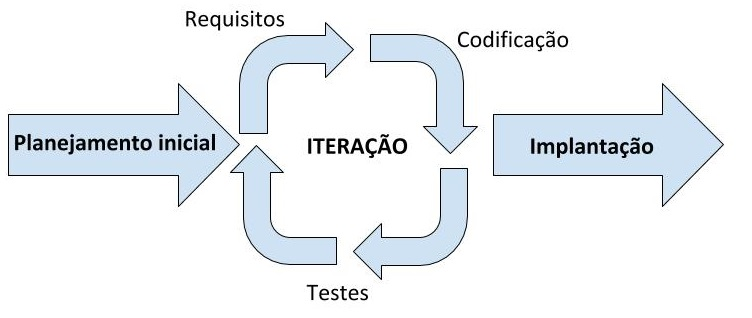 Requisitos
Codificação
Planejamento inicial
ITERAÇÃO
Implantação
Testes